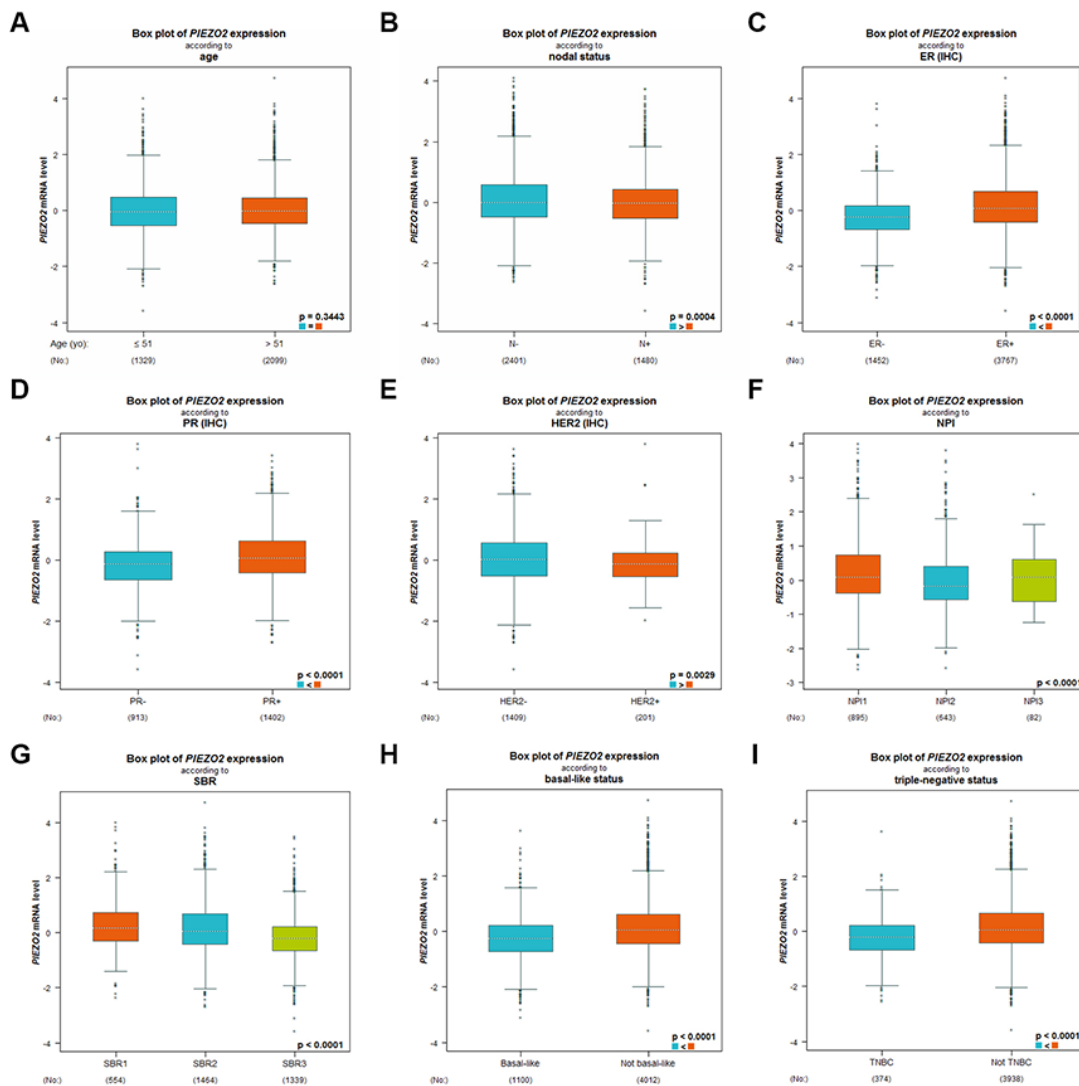 A
Box plot of PIEZO2 expression
according to
age
PIEZO2 mRNA level
4
2
0
-2
-4
p = 0.3443
=
Age (yo):
≤ 51
> 51
(No:)
(1329)
(2099)
B
Box plot of PIEZO2 expression
according to
nodal status
PIEZO2 mRNA level
4
2
0
-2
-4
p = 0.0004
>
N-
N+
(No:)
(2401)
(1480)
C
Box plot of PIEZO2 expression
according to
ER (IHC)
PIEZO2 mRNA level
4
2
0
-2
-4
p < 0.0001
<
ER-
ER+
(No:)
(1452)
(3767)
D
Box plot of PIEZO2 expression
according to
PR (IHC)
PIEZO2 mRNA level
4
2
0
-2
-4
p < 0.0001
<
PR-
PR+
(No:)
(913)
(1402)
E
Box plot of PIEZO2 expression
according to
HER2 (IHC)
PIEZO2 mRNA level
4
2
0
-2
-4
p = 0.0029
>
HER2-
HER2+
(No:)
(1409)
(201)
F
Box plot of PIEZO2 expression
according to
NPI
PIEZO2 mRNA level
4
3
2
1
0
-1
-2
-3
p < 0.0001
NPI1
NPI2
NPI3
(No:)
(895)
(643)
(82)
G
Box plot of PIEZO2 expression
according to
SBR
PIEZO2 mRNA level
4
2
0
-2
-4
p < 0.0001
SBR1
SBR2
SBR3
(No:)
(554)
(1464)
(1339)
H
Box plot of PIEZO2 expression
according to
basal-like status
PIEZO2 mRNA level
4
2
0
-2
-4
p < 0.0001
<
Basal-like
Not basal-like
(No:)
(1100)
(4012)
I
Box plot of PIEZO2 expression
according to
triple-negative status
PIEZO2 mRNA level
4
2
0
-2
-4
p < 0.0001
<
TNBC
Not TNBC
(No:)
(374)
(3938)